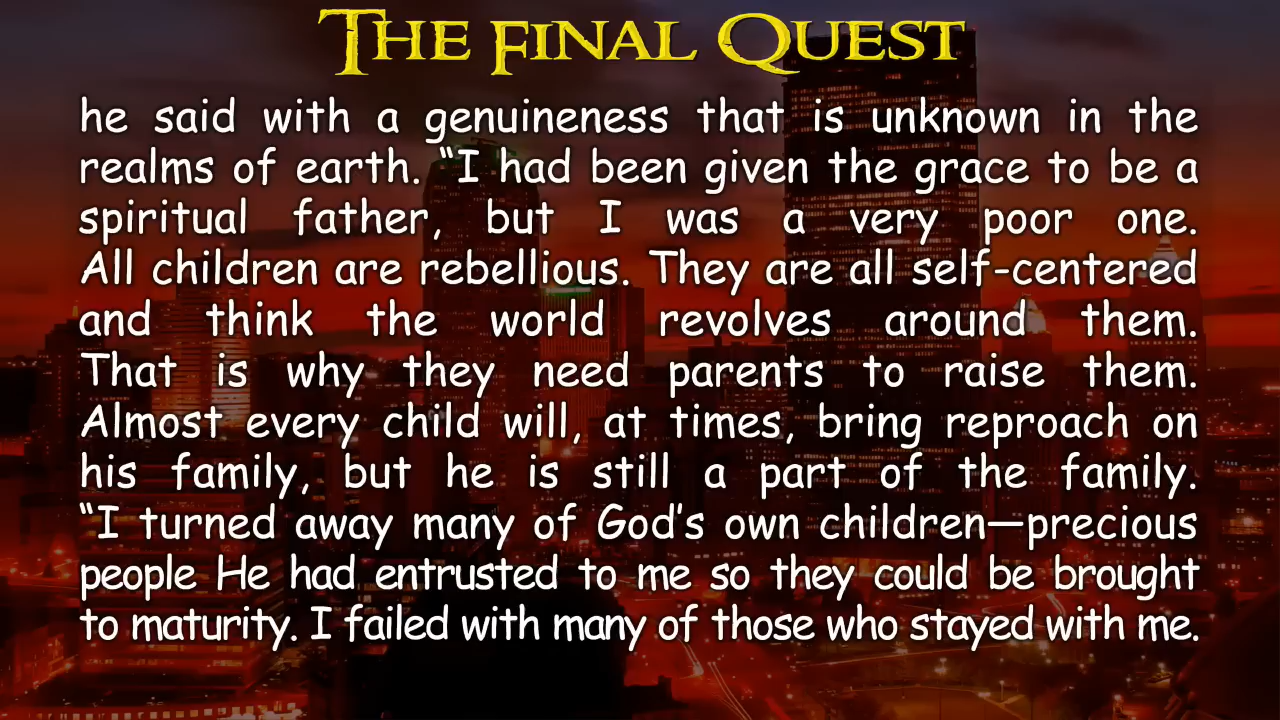 The Final Quest
he said with a genuineness that is unknown in the
realms of earth. “I had been given the grace to be a
spiritual father, but I was a very poor one.
All children are rebellious. They are all self-centered
and think the world revolves around them.
That is why they need parents to raise them.
Almost every child will, at times, bring reproach on
his family, but he is still a part of the family.
“I turned away many of God’s own children—precious
people He had entrusted to me so they could be brought
to maturity. I failed with many of those who stayed with me.